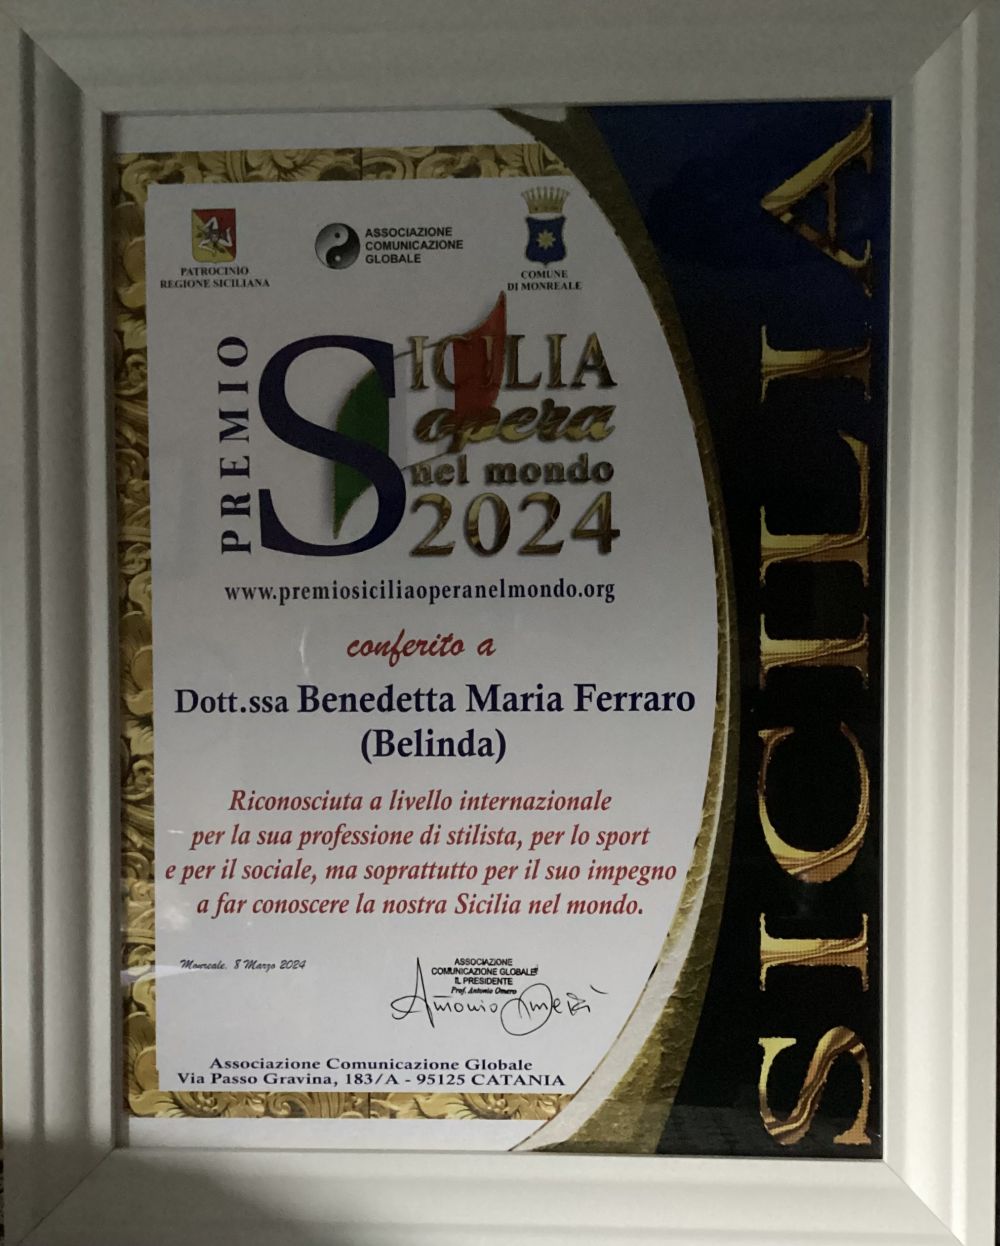 PATROCINIO
REGIONE SICILIANA
ASSOCIAZIONE
COMUNICAZIONE
GLOBALE
COMUNE
DI MONREALE
PREMIO
SICILIA
opera
nel mondo
2024
www.premiosiciliaoperanelmondo.org
conferito a
Dott.ssa Benedetta Maria Ferraro
(Belinda)
Riconosciuta a livello internazionale
per la sua professione di stilista, per lo sport
e per il sociale, ma soprattutto per il suo impegno
a far conoscere la nostra Sicilia nel mondo.
Monreale, 8 Marzo 2024
ASSOCIAZIONE
COMUNICAZIONE GLOBALE
IL PRESIDENTE
Prof. Antonio Omero
Antonio Omero
Associazione Comunicazione Globale
Via Passo Gravina, 183/A - 95125 CATANIA
SICILIA